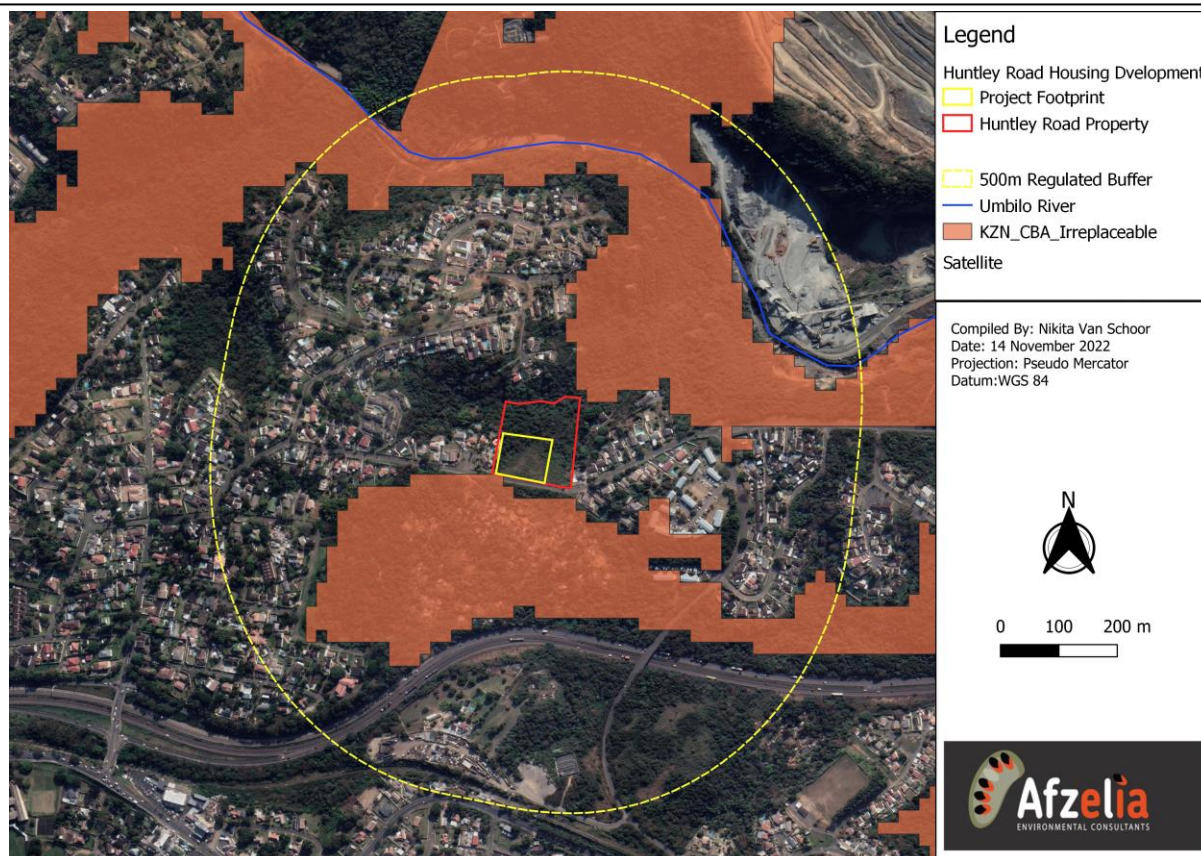 Legend
Huntley Road Housing Dvelopment
Project Footprint
Huntley Road Property
500m Regulated Buffer
Umbilo River
KZN_CBA_Irreplaceable
Satellite
Compiled By: Nikita Van Schoor
Date: 14 November 2022
Projection: Pseudo Mercator
Datum:WGS 84
N
0 100 200 m
Afzelia
ENVIRONMENTAL CONSULTANTS